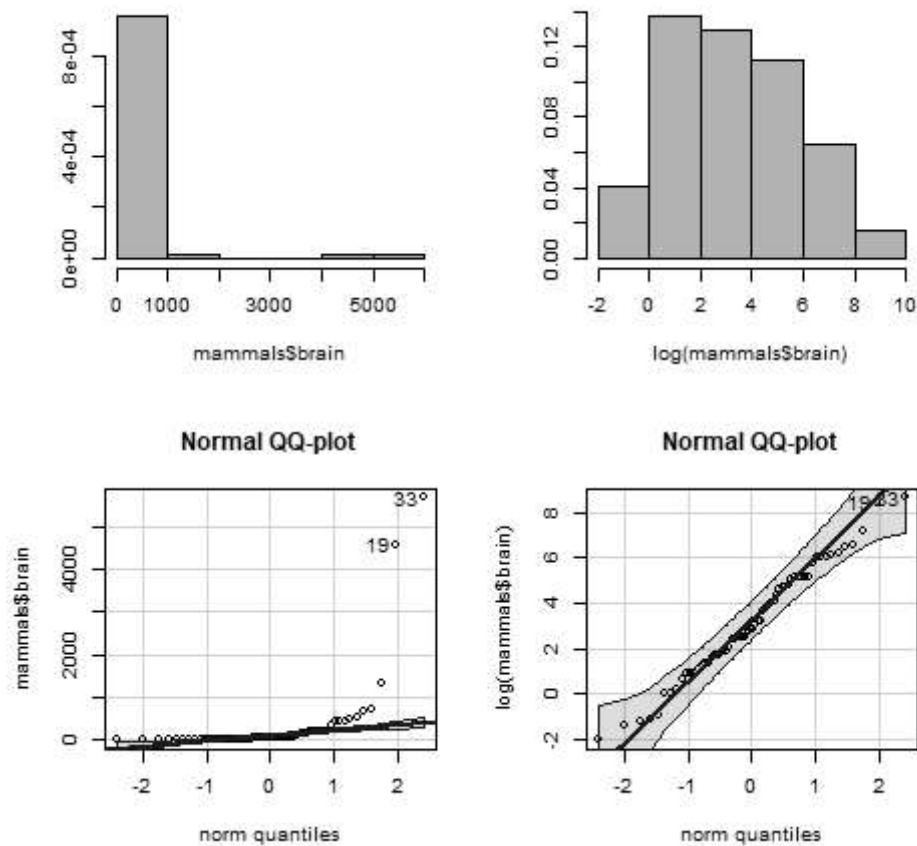 8e-04
4e-04
0e+00
0 1000 3000 5000
mammals$brain
0.12
0.08
0.04
0.00
-2 0 2 4 6 8 10
log(mammals$brain)
Normal QQ-plot
mammals$brain
4000
2000
0
33
19
-2 -1 0 1 2
norm quantiles
Normal QQ-plot
log(mammals$brain)
8
6
4
2
0
-2
19 33
-2 -1 0 1 2
norm quantiles